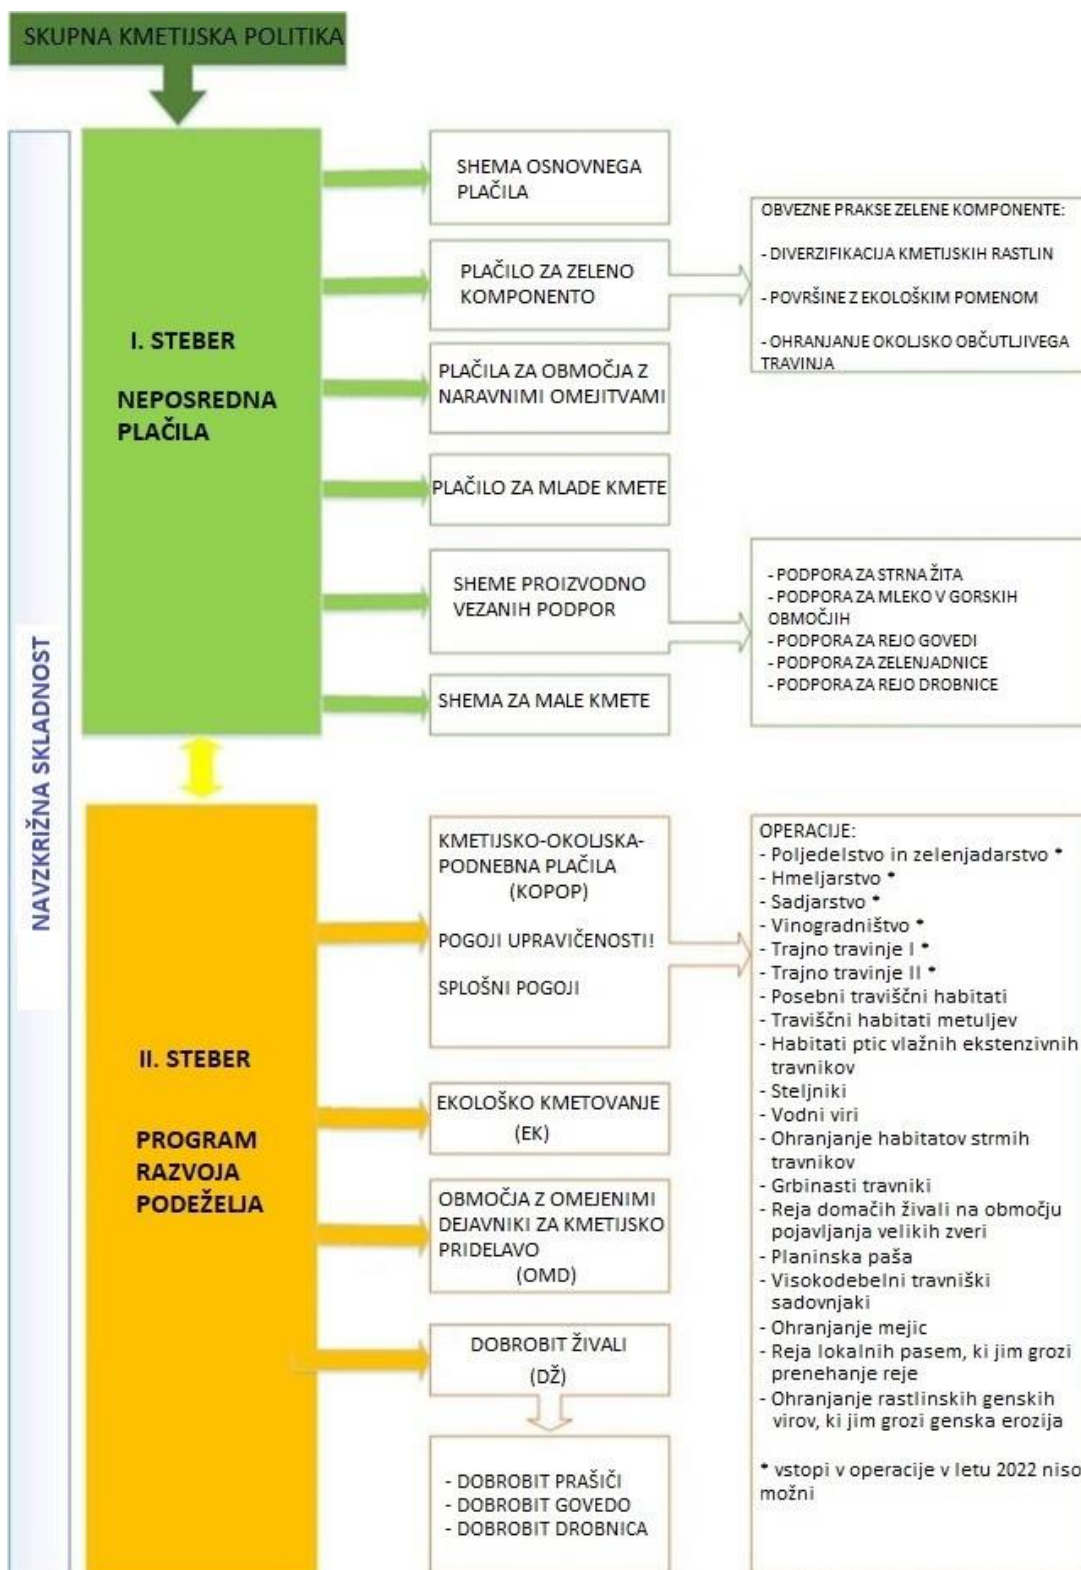 SKUPNA KMETIJSKA POLITIKA
NAVZKRIŽNA SKLADNOST
I. STEBER
NEPOSREDNA
PLAČILA
SHEMA OSNOVNEGA
PLAČILA
PLAČILO ZA ZELENO
KOMPONENTO
OBVEZNE PRAKSE ZELENE KOMPONENTE:
- DIVERZIFIKACIJA KMETIJSKIH RASTLIN
- POVRŠINE Z EKOLOŠKIM POMENOM
- OHRANJANJE OKOLJSKO OBČUTLJIVEGA
TRAVINJA
PLAČILA ZA OBMOČJA Z
NARAVNIMI OMEJITVAMI
PLAČILO ZA MLADE KMETE
SHEME PROIZVODNO
VEZANIH PODPOR
- PODPORA ZA STRNA ŽITA
- PODPORA ZA MLEKO V GORSKIH
OBMOČJIH
- PODPORA ZA REJO GOVEDI
- PODPORA ZA ZELENJADNICE
- PODPORA ZA REJO DROBNICE
SHEMA ZA MALE KMETE
II. STEBER
PROGRAM
RAZVOJA
PODEŽELJA
KMETIJSKO-OKOLJSKA-
PODNEBNA PLAČILA
(KOPOP)
POGOJI UPRAVIČENOSTI!
SPLOŠNI POGOJI
OPERACIJE:
- Poljedelstvo in zelenjadarstvo *
- Hmeljarstvo *
- Sadjarstvo *
- Vinogradništvo *
- Trajno travinje I *
- Trajno travinje II *
- Posebni traviščni habitati
- Traviščni habitati metuljev
- Habitati ptic vlažnih ekstenzivnih
travnikov
- Steljniki
- Vodni viri
- Ohranjanje habitatov strmih
travnikov
- Grbinasti travniki
- Reja domačih živali na območju
pojavljanja velikih zveri
- Planinska paša
- Visokodebelni travniški
sadovnjaki
- Ohranjanje mejic
- Reja lokalnih pasem, ki jim grozi
prenehanje reje
- Ohranjanje rastlinskih genskih
virov, ki jim grozi genska erozija
* vstopi v operacije v letu 2022 niso
možni
EKOLOŠKO KMETOVANJE
(EK)
OBMOČJA Z OMEJENIMI
DEJAVNIKI ZA KMETIJSKO
PRIDELAVO
(OMD)
DOBROBIT ŽIVALI
(DŽ)
- DOBROBIT PRAŠIČI
- DOBROBIT GOVEDO
- DOBROBIT DROBNICA